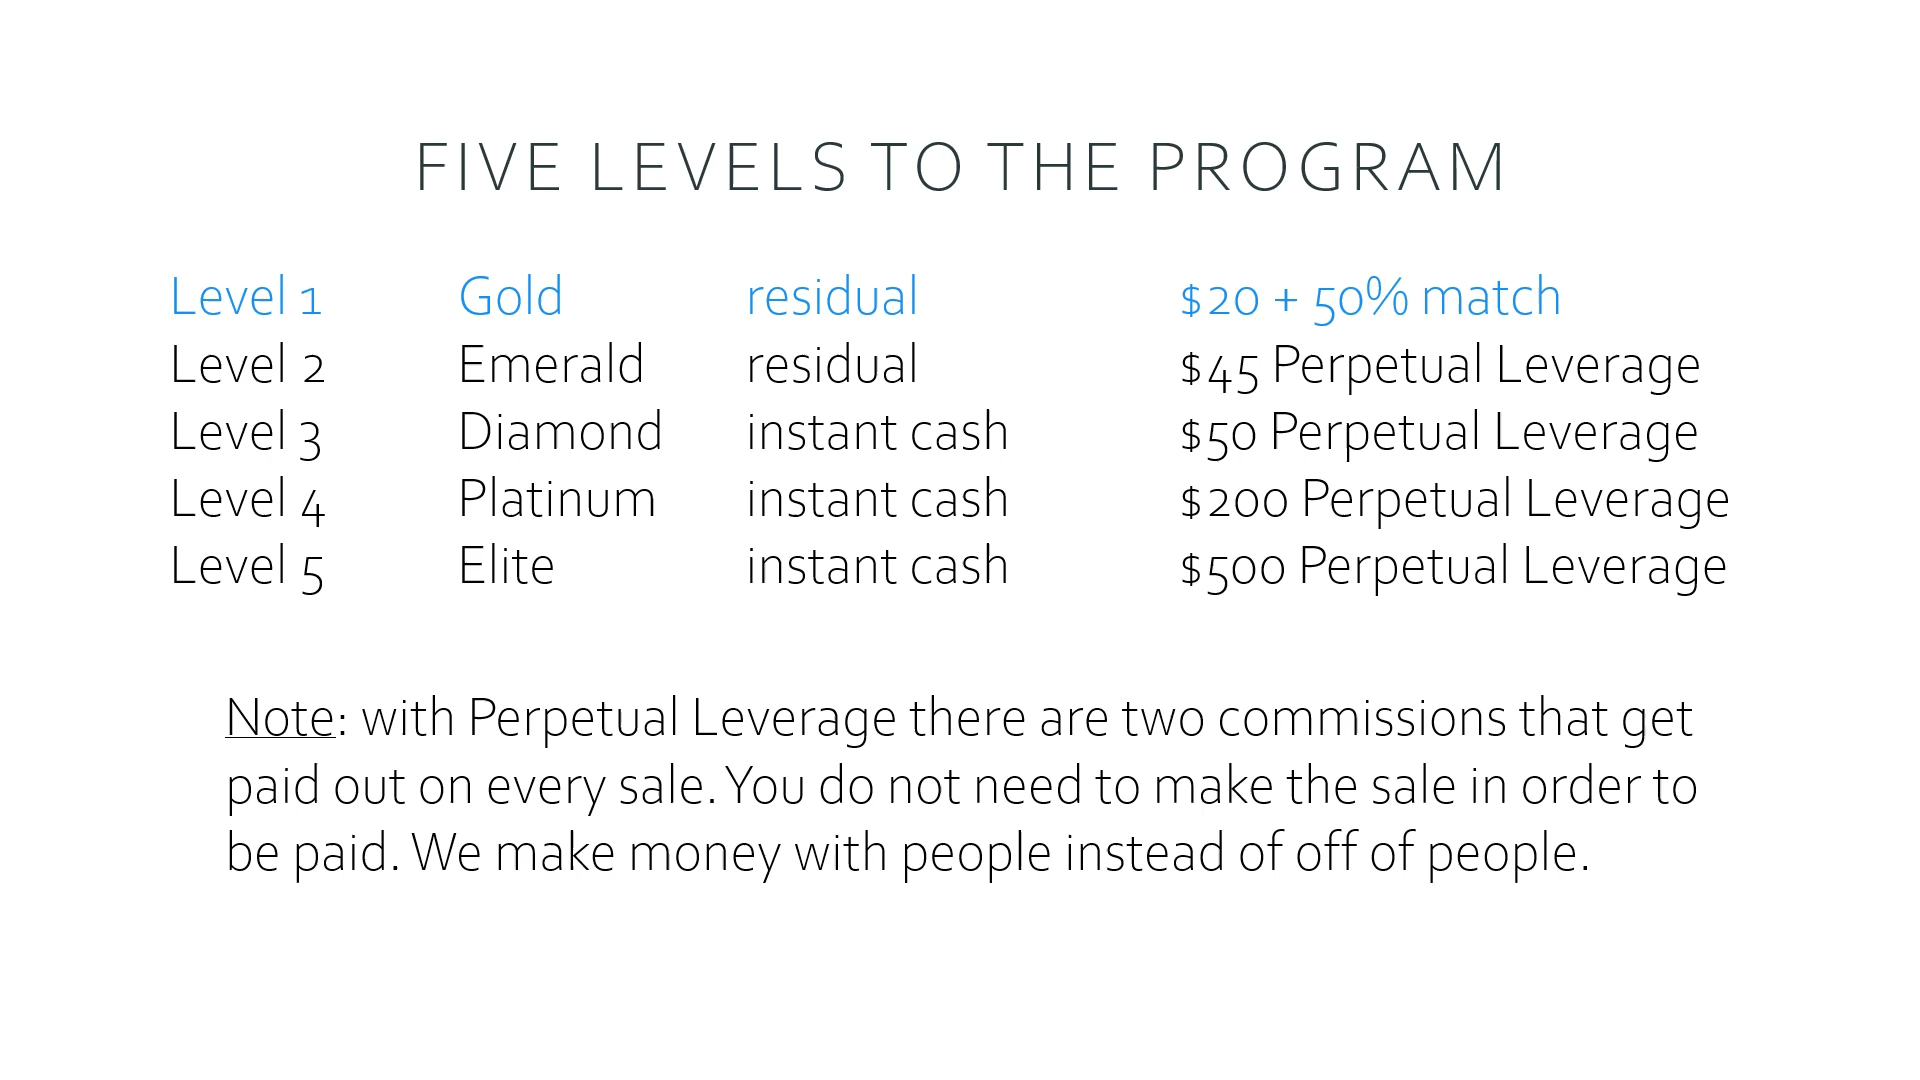 FIVE LEVELS TO THE PROGRAM
Level 1 Gold residual $20 + 50% match
Level 2 Emerald residual $45 Perpetual Leverage
Level 3 Diamond instant cash $50 Perpetual Leverage
Level 4 Platinum instant cash $200 Perpetual Leverage
Level 5 Elite instant cash $500 Perpetual Leverage
Note: with Perpetual Leverage there are two commissions that get
paid out on every sale. You do not need to make the sale in order to
be paid. We make money with people instead of off of people.